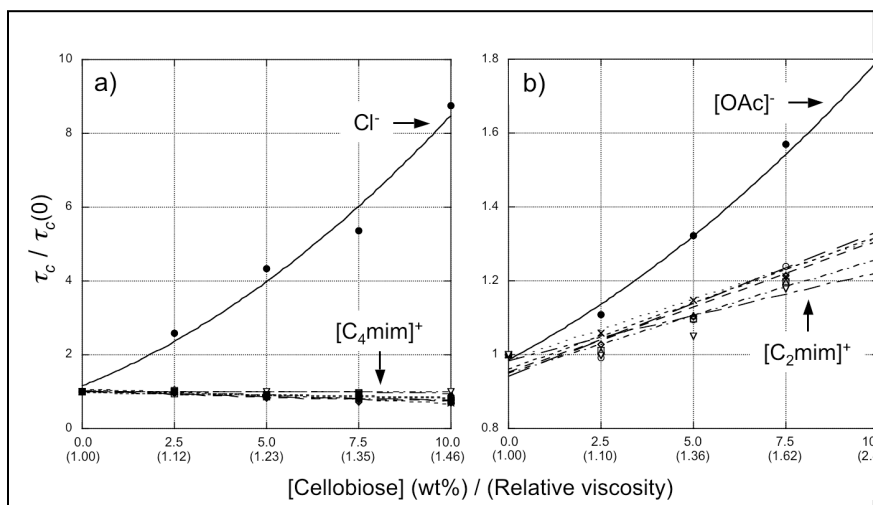 a)
b)
Cl⁻
[OAc]⁻
[C₄mim]⁺
[C₂mim]⁺
τc / τc(0)
10
8
6
4
2
0
1.8
1.6
1.4
1.2
1
0.8
0.0 2.5 5.0 7.5 10.0
(1.00) (1.12) (1.23) (1.35) (1.46)
0.0 2.5 5.0 7.5
(1.00) (1.10) (1.36) (1.62)
[Cellobiose] (wt%) / (Relative viscosity)